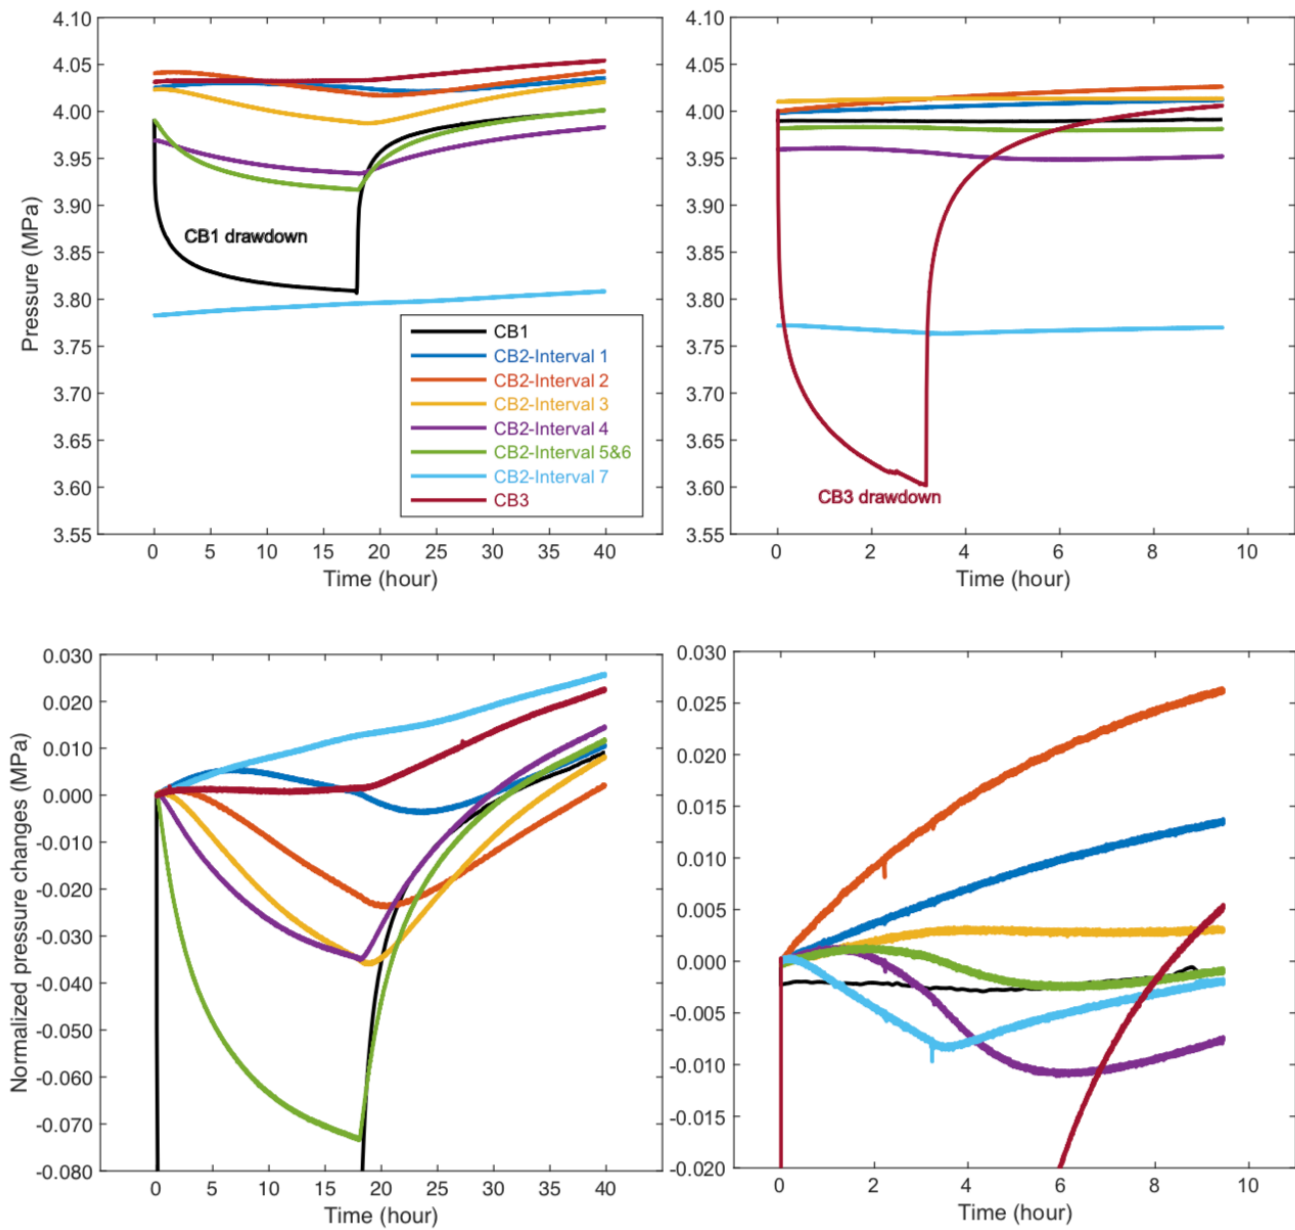 4.10
4.05
4.00
3.95
3.90
3.85
3.80
3.75
3.70
3.65
3.60
3.55
Pressure (MPa)
CB1 drawdown
CB1
CB2-Interval 1
CB2-Interval 2
CB2-Interval 3
CB2-Interval 4
CB2-Interval 5&6
CB2-Interval 7
CB3
0 5 10 15 20 25 30 35 40
Time (hour)
4.10
4.05
4.00
3.95
3.90
3.85
3.80
3.75
3.70
3.65
3.60
3.55
CB3 drawdown
0 2 4 6 8 10
Time (hour)
0.030
0.020
0.010
0.000
-0.010
-0.020
-0.030
-0.040
-0.050
-0.060
-0.070
-0.080
Normalized pressure changes (MPa)
0 5 10 15 20 25 30 35 40
Time (hour)
0.030
0.025
0.020
0.015
0.010
0.005
0.000
-0.005
-0.010
-0.015
-0.020
0 2 4 6 8 10
Time (hour)